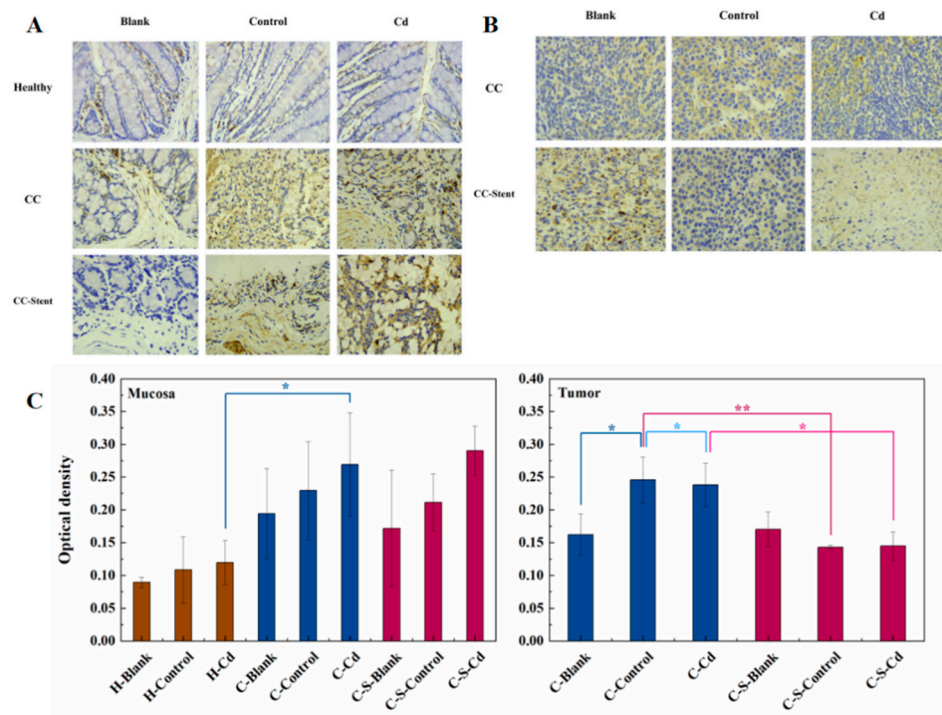 A
Blank
Control
Cd
Healthy
CC
CC-Stent
B
Blank
Control
Cd
CC
CC-Stent
C
Optical density
Mucosa
0.40
0.35
0.30
0.25
0.20
0.15
0.10
0.05
0.00
*
H-Blank
H-Control
H-Cd
C-Blank
C-Control
C-Cd
C-S-Blank
C-S-Control
C-S-Cd
Tumor
0.40
0.35
0.30
0.25
0.20
0.15
0.10
0.05
0.00
**
*
*
*
C-Blank
C-Control
C-Cd
C-S-Blank
C-S-Control
C-S-Cd